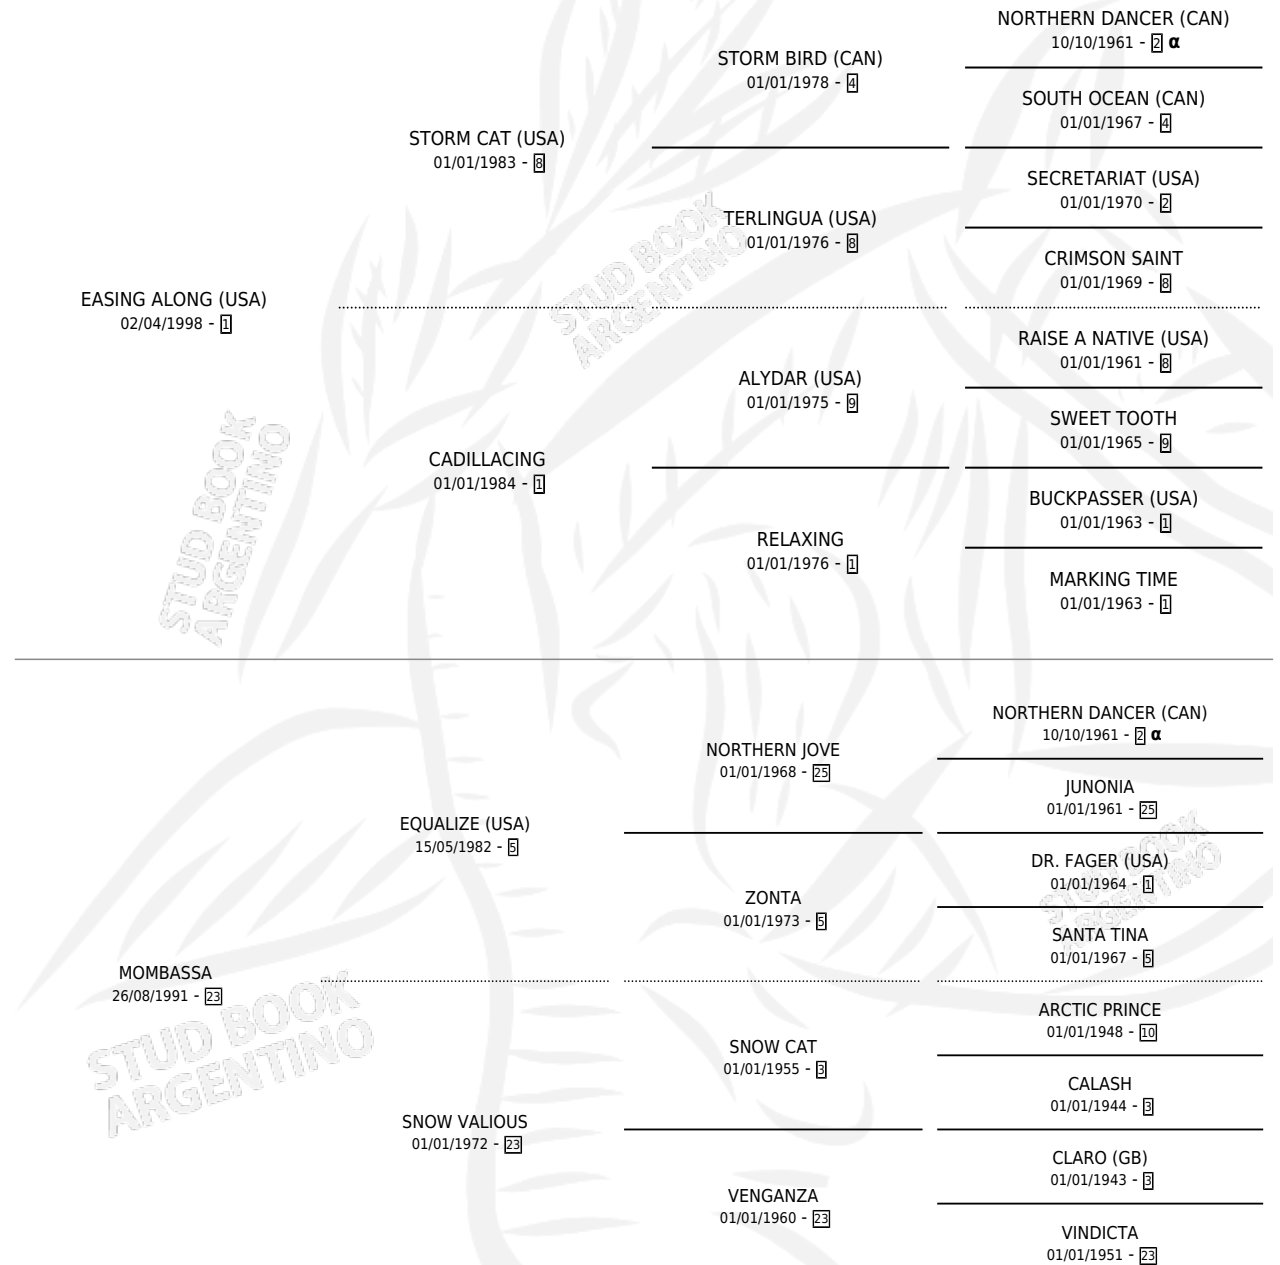 NORTHERN DANCER (CAN)
10/10/1961 - 2 α
STORM BIRD (CAN)
01/01/1978 - 4
SOUTH OCEAN (CAN)
01/01/1967 - 4
STORM CAT (USA)
01/01/1983 - 8
SECRETARIAT (USA)
01/01/1970 - 2
TERLINGUA (USA)
01/01/1976 - 8
CRIMSON SAINT
01/01/1969 - 8
EASING ALONG (USA)
02/04/1998 - 1
RAISE A NATIVE (USA)
01/01/1961 - 8
ALYDAR (USA)
01/01/1975 - 9
SWEET TOOTH
01/01/1965 - 9
CADILLACING
01/01/1984 - 1
BUCKPASSER (USA)
01/01/1963 - 1
RELAXING
01/01/1976 - 1
MARKING TIME
01/01/1963 - 1
NORTHERN DANCER (CAN)
10/10/1961 - 2 α
NORTHERN JOVE
01/01/1968 - 25
JUNONIA
01/01/1961 - 25
EQUALIZE (USA)
15/05/1982 - 5
DR. FAGER (USA)
01/01/1964 - 1
ZONTA
01/01/1973 - 5
SANTA TINA
01/01/1967 - 5
MOMBASSA
26/08/1991 - 23
ARCTIC PRINCE
01/01/1948 - 10
SNOW CAT
01/01/1955 - 3
CALASH
01/01/1944 - 3
SNOW VALIOUS
01/01/1972 - 23
CLARO (GB)
01/01/1943 - 3
VENGANZA
01/01/1960 - 23
VINDICTA
01/01/1951 - 23
STUD BOOK
ARGENTINO
STUD BOOK
ARGENTINO
STUD BOOK
ARGENTINO
STUD BOOK
ARGENTINO